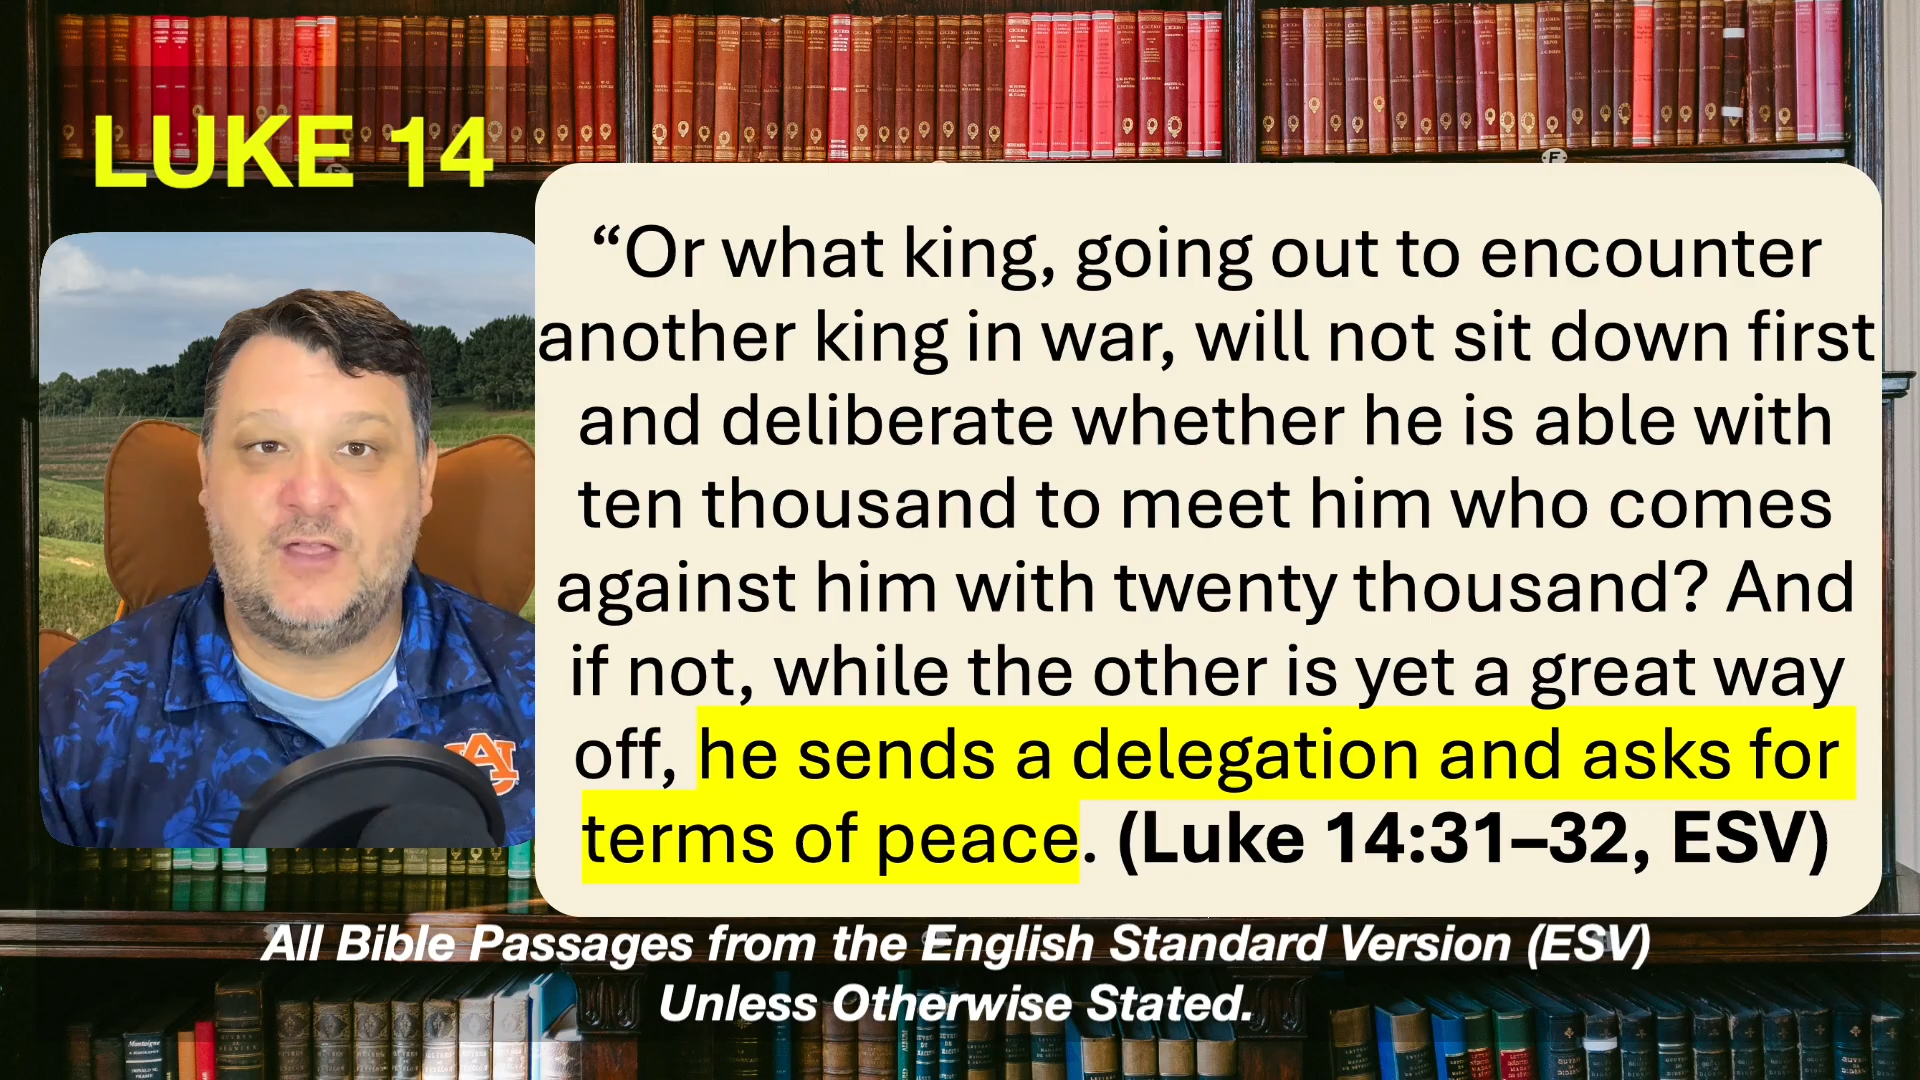 LUKE 14
“Or what king, going out to encounter
another king in war, will not sit down first
and deliberate whether he is able with
ten thousand to meet him who comes
against him with twenty thousand? And
if not, while the other is yet a great way
off, he sends a delegation and asks for
terms of peace. (Luke 14:31–32, ESV)
All Bible Passages from the English Standard Version (ESV)
Unless Otherwise Stated.